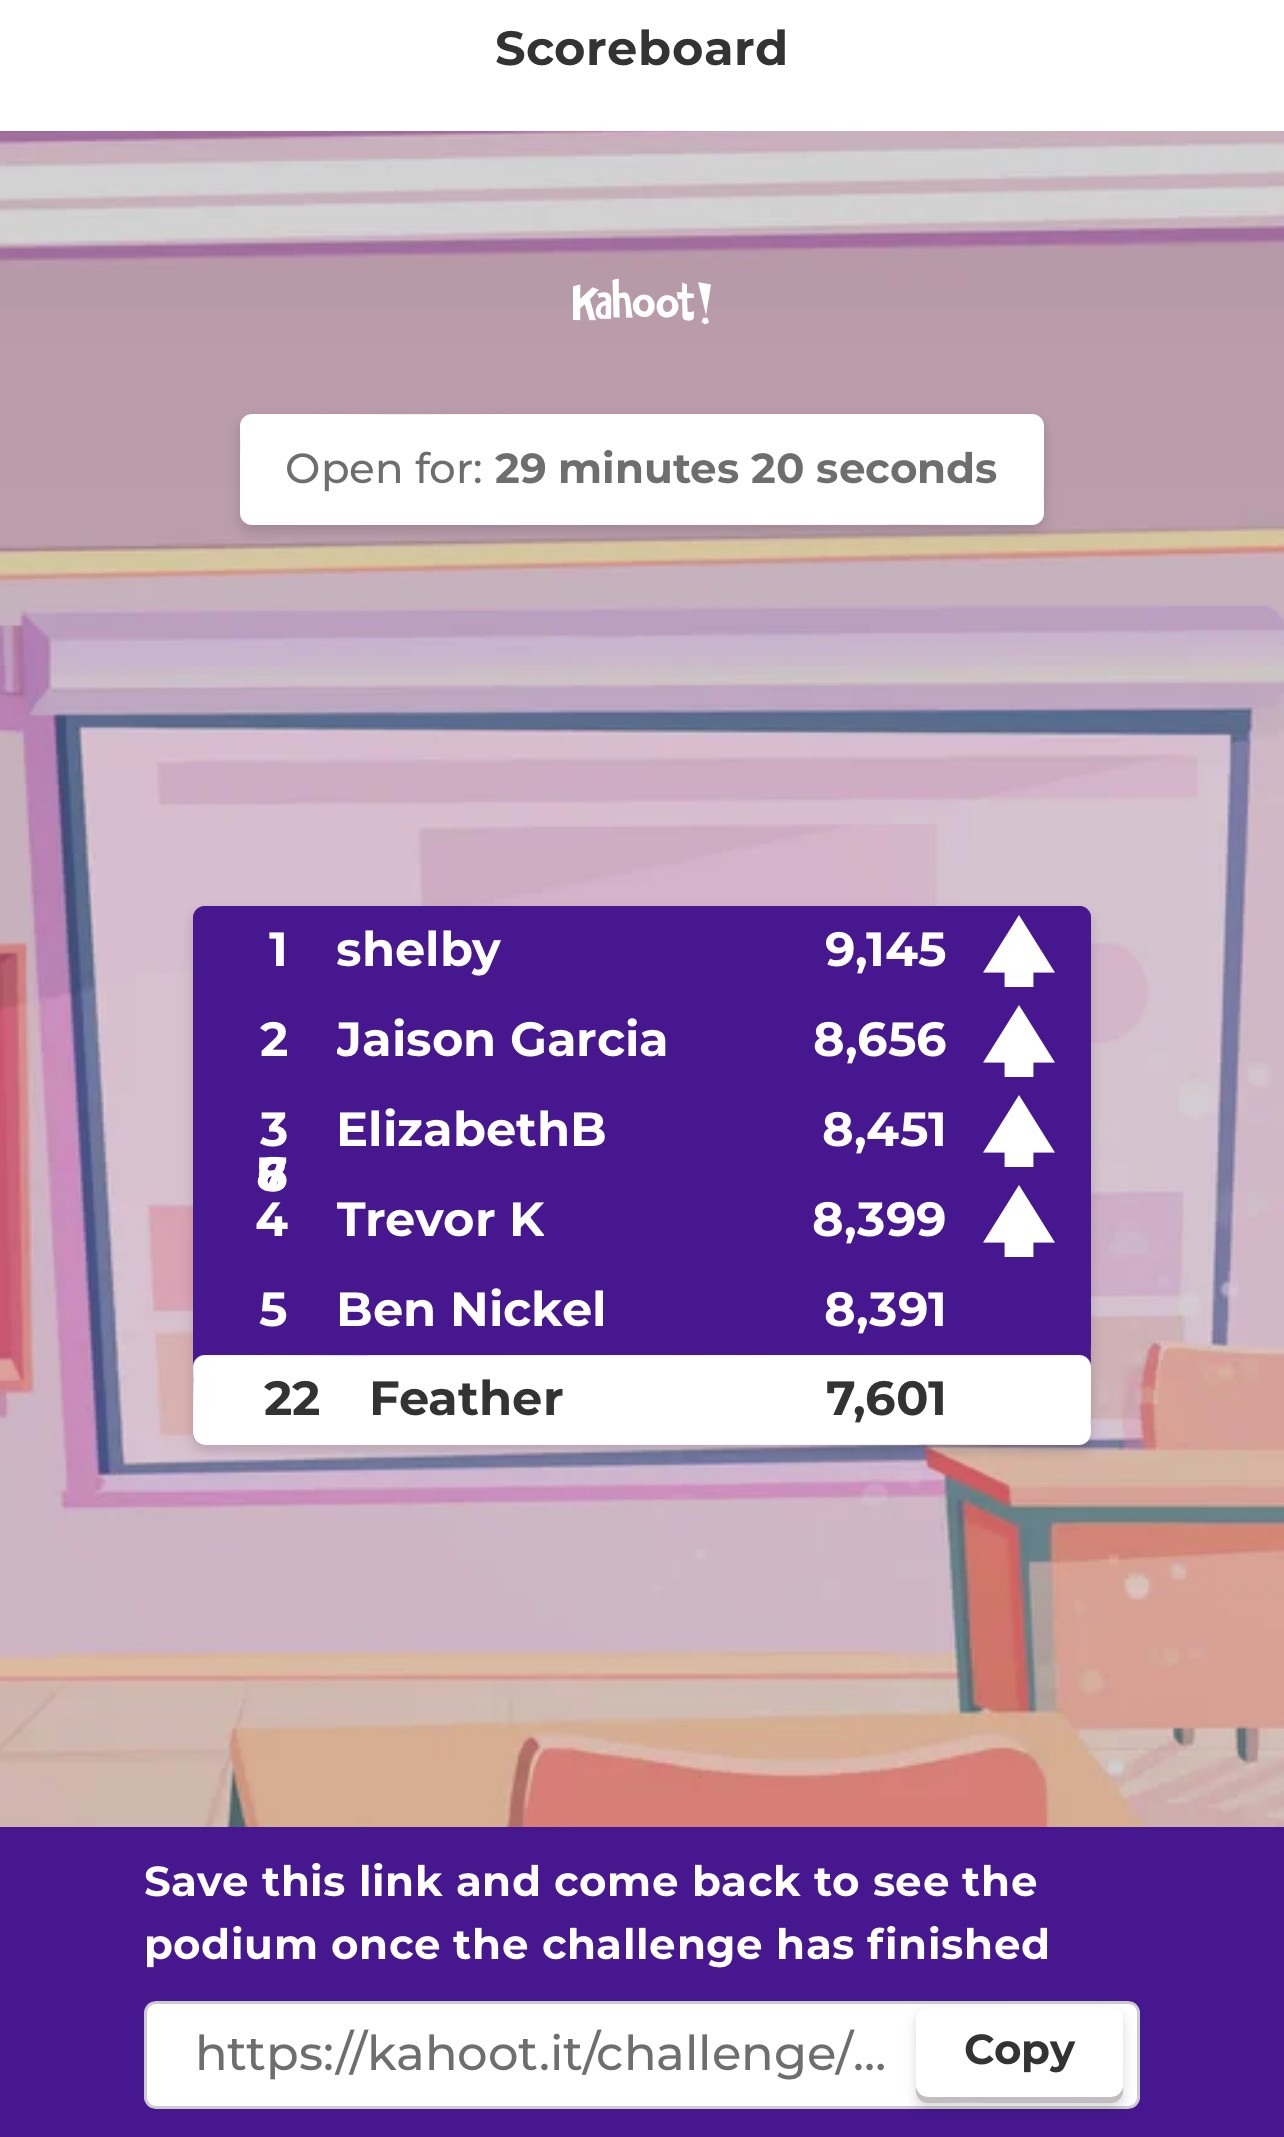 Scoreboard
Kahoot!
Open for: 29 minutes 20 seconds
1 shelby 9,145
2 Jaison Garcia 8,656
3 ElizabethB 8,451
4 Trevor K 8,399
5 Ben Nickel 8,391
22 Feather 7,601
Save this link and come back to see the
podium once the challenge has finished
https://kahoot.it/challenge/... Copy